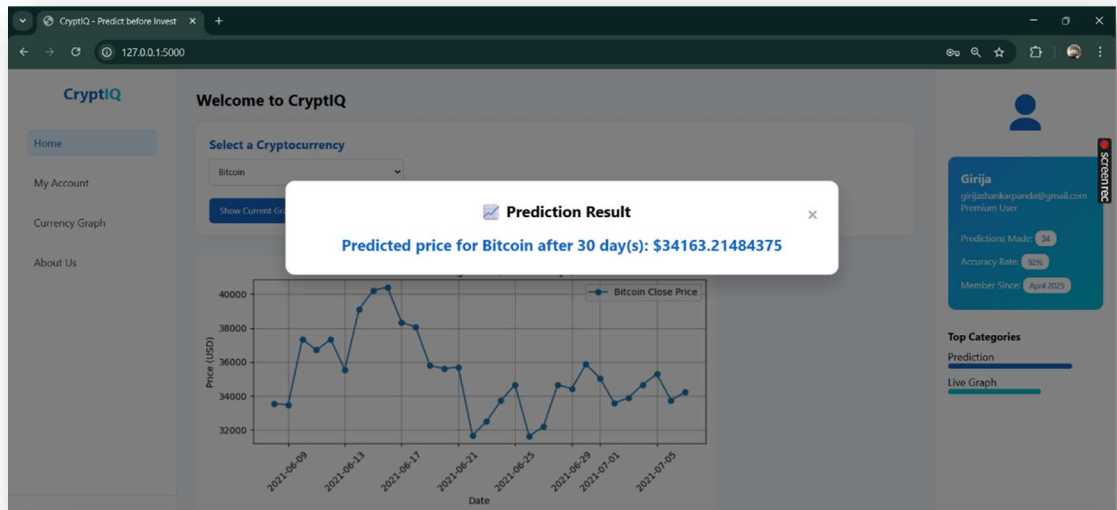 CryptIQ - Predict before Invest
127.0.0.1:5000
CryptIQ
Home
My Account
Currency Graph
About Us
Welcome to CryptIQ
Select a Cryptocurrency
Bitcoin
Show Current
Prediction Result
Predicted price for Bitcoin after 30 day(s): $34163.21484375
Bitcoin Close Price
Price (USD)
40000
38000
36000
34000
32000
2021-06-09
2021-06-13
2021-06-17
2021-06-21
2021-06-25
2021-06-29
2021-07-01
2021-07-05
Date
Girija
girijashankarpanda@gmail.com
Premium User
Predictions Made: 34
Accuracy Rate: 92%
Member Since: April 2025
Top Categories
Prediction
Live Graph
screenrec